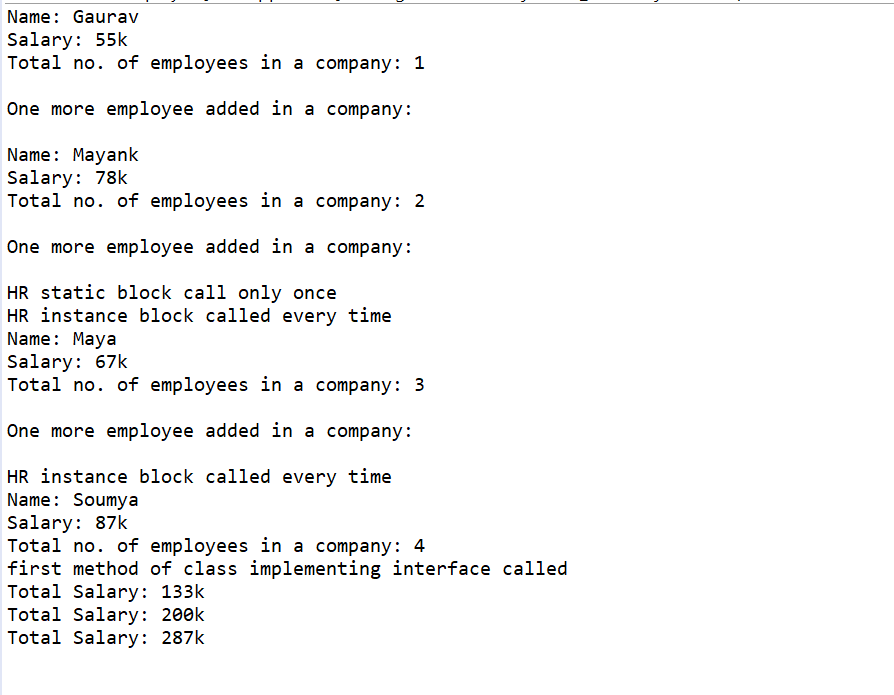 Name: Gaurav
Salary: 55k
Total no. of employees in a company: 1
One more employee added in a company:
Name: Mayank
Salary: 78k
Total no. of employees in a company: 2
One more employee added in a company:
HR static block call only once
HR instance block called every time
Name: Maya
Salary: 67k
Total no. of employees in a company: 3
One more employee added in a company:
HR instance block called every time
Name: Soumya
Salary: 87k
Total no. of employees in a company: 4
first method of class implementing interface called
Total Salary: 133k
Total Salary: 200k
Total Salary: 287k